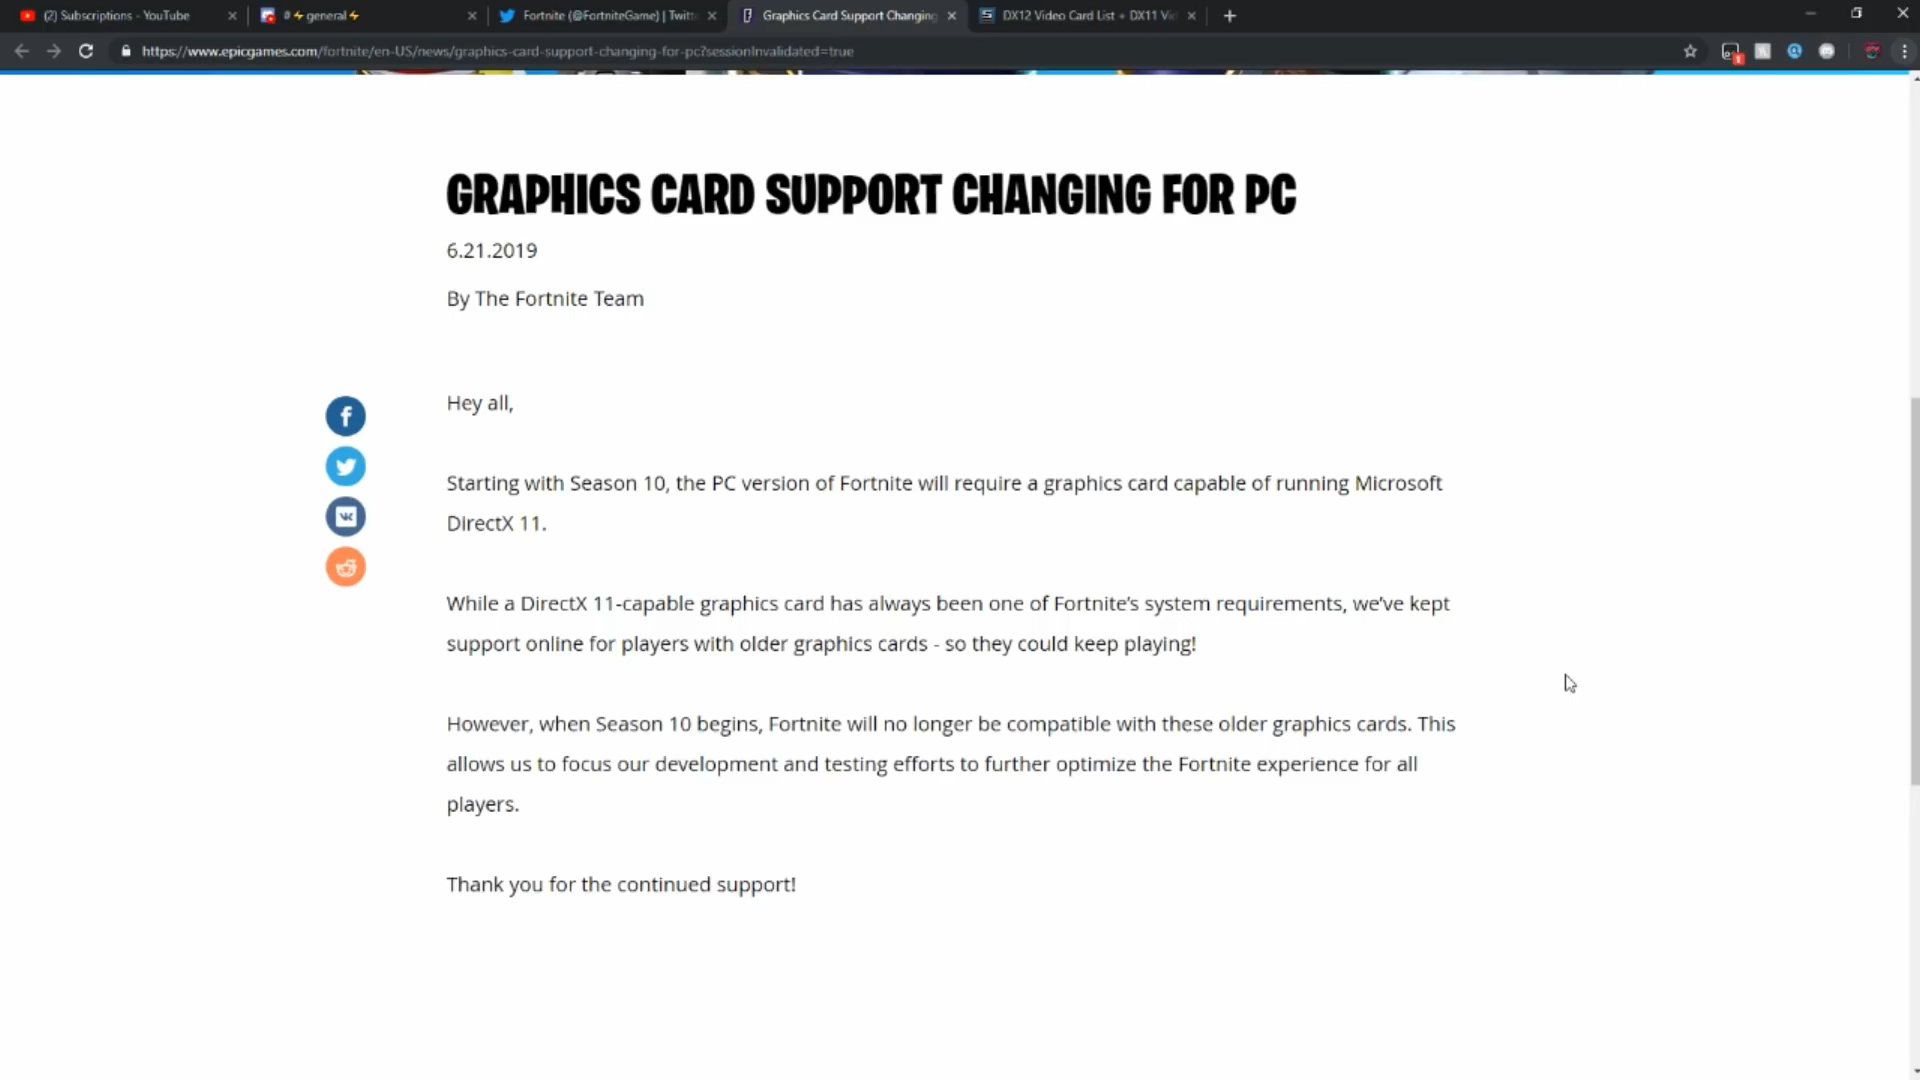 (2) Subscriptions - YouTube
# ⚡general⚡
Fortnite (@FortniteGame) | Twitt
Graphics Card Support Changing
DX12 Video Card List + DX11 Vi
https://www.epicgames.com/fortnite/en-US/news/graphics-card-support-changing-for-pc?sessionInvalidated=true
GRAPHICS CARD SUPPORT CHANGING FOR PC
6.21.2019
By The Fortnite Team
Hey all,
Starting with Season 10, the PC version of Fortnite will require a graphics card capable of running Microsoft
DirectX 11.
While a DirectX 11-capable graphics card has always been one of Fortnite's system requirements, we've kept
support online for players with older graphics cards - so they could keep playing!
However, when Season 10 begins, Fortnite will no longer be compatible with these older graphics cards. This
allows us to focus our development and testing efforts to further optimize the Fortnite experience for all
players.
Thank you for the continued support!